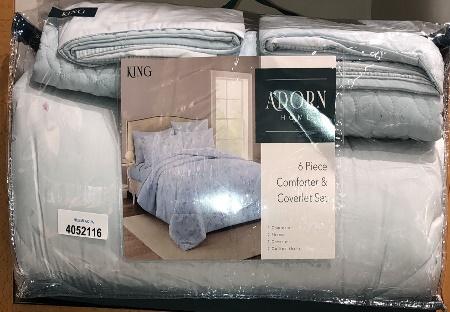 KING
KING
ADORN
HOME
6 Piece
Comforter &
Coverlet Set
4052116